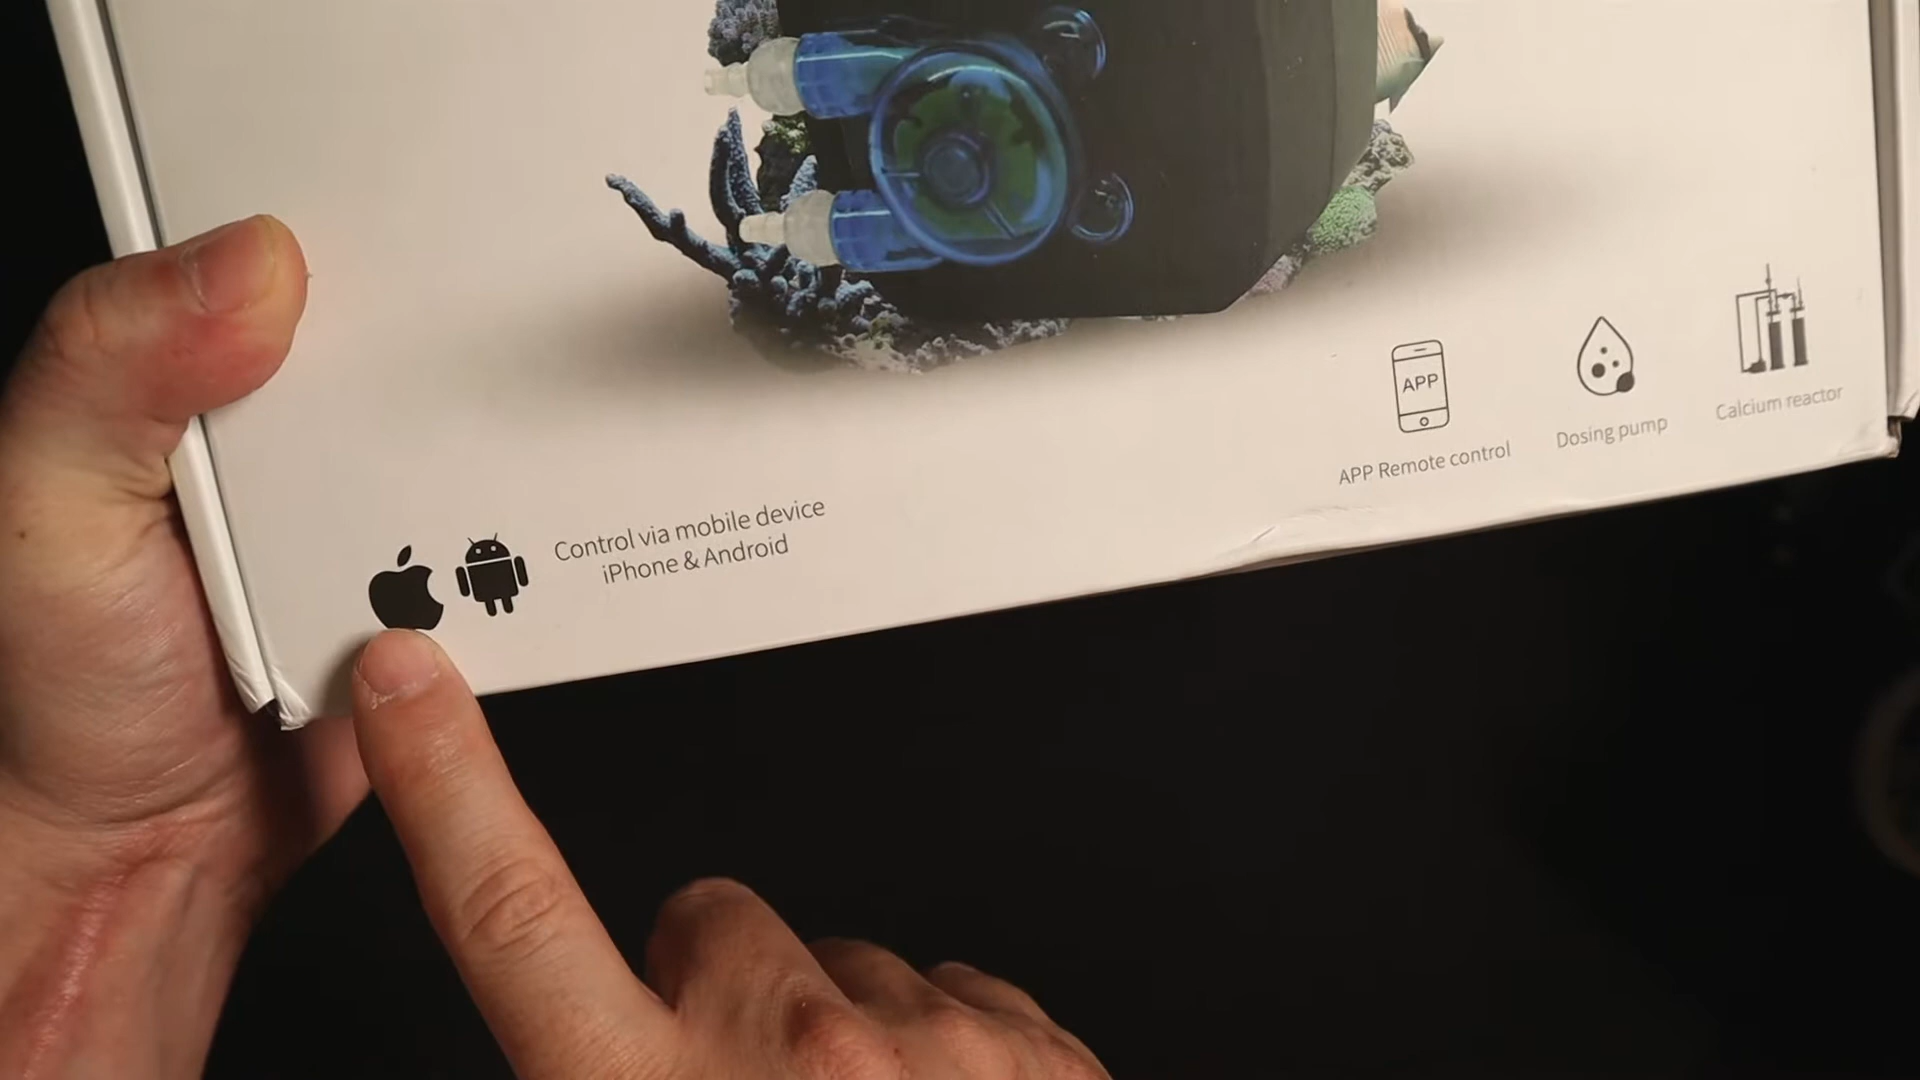 APP
APP Remote control
Dosing pump
Calcium reactor
Control via mobile device
iPhone & Android